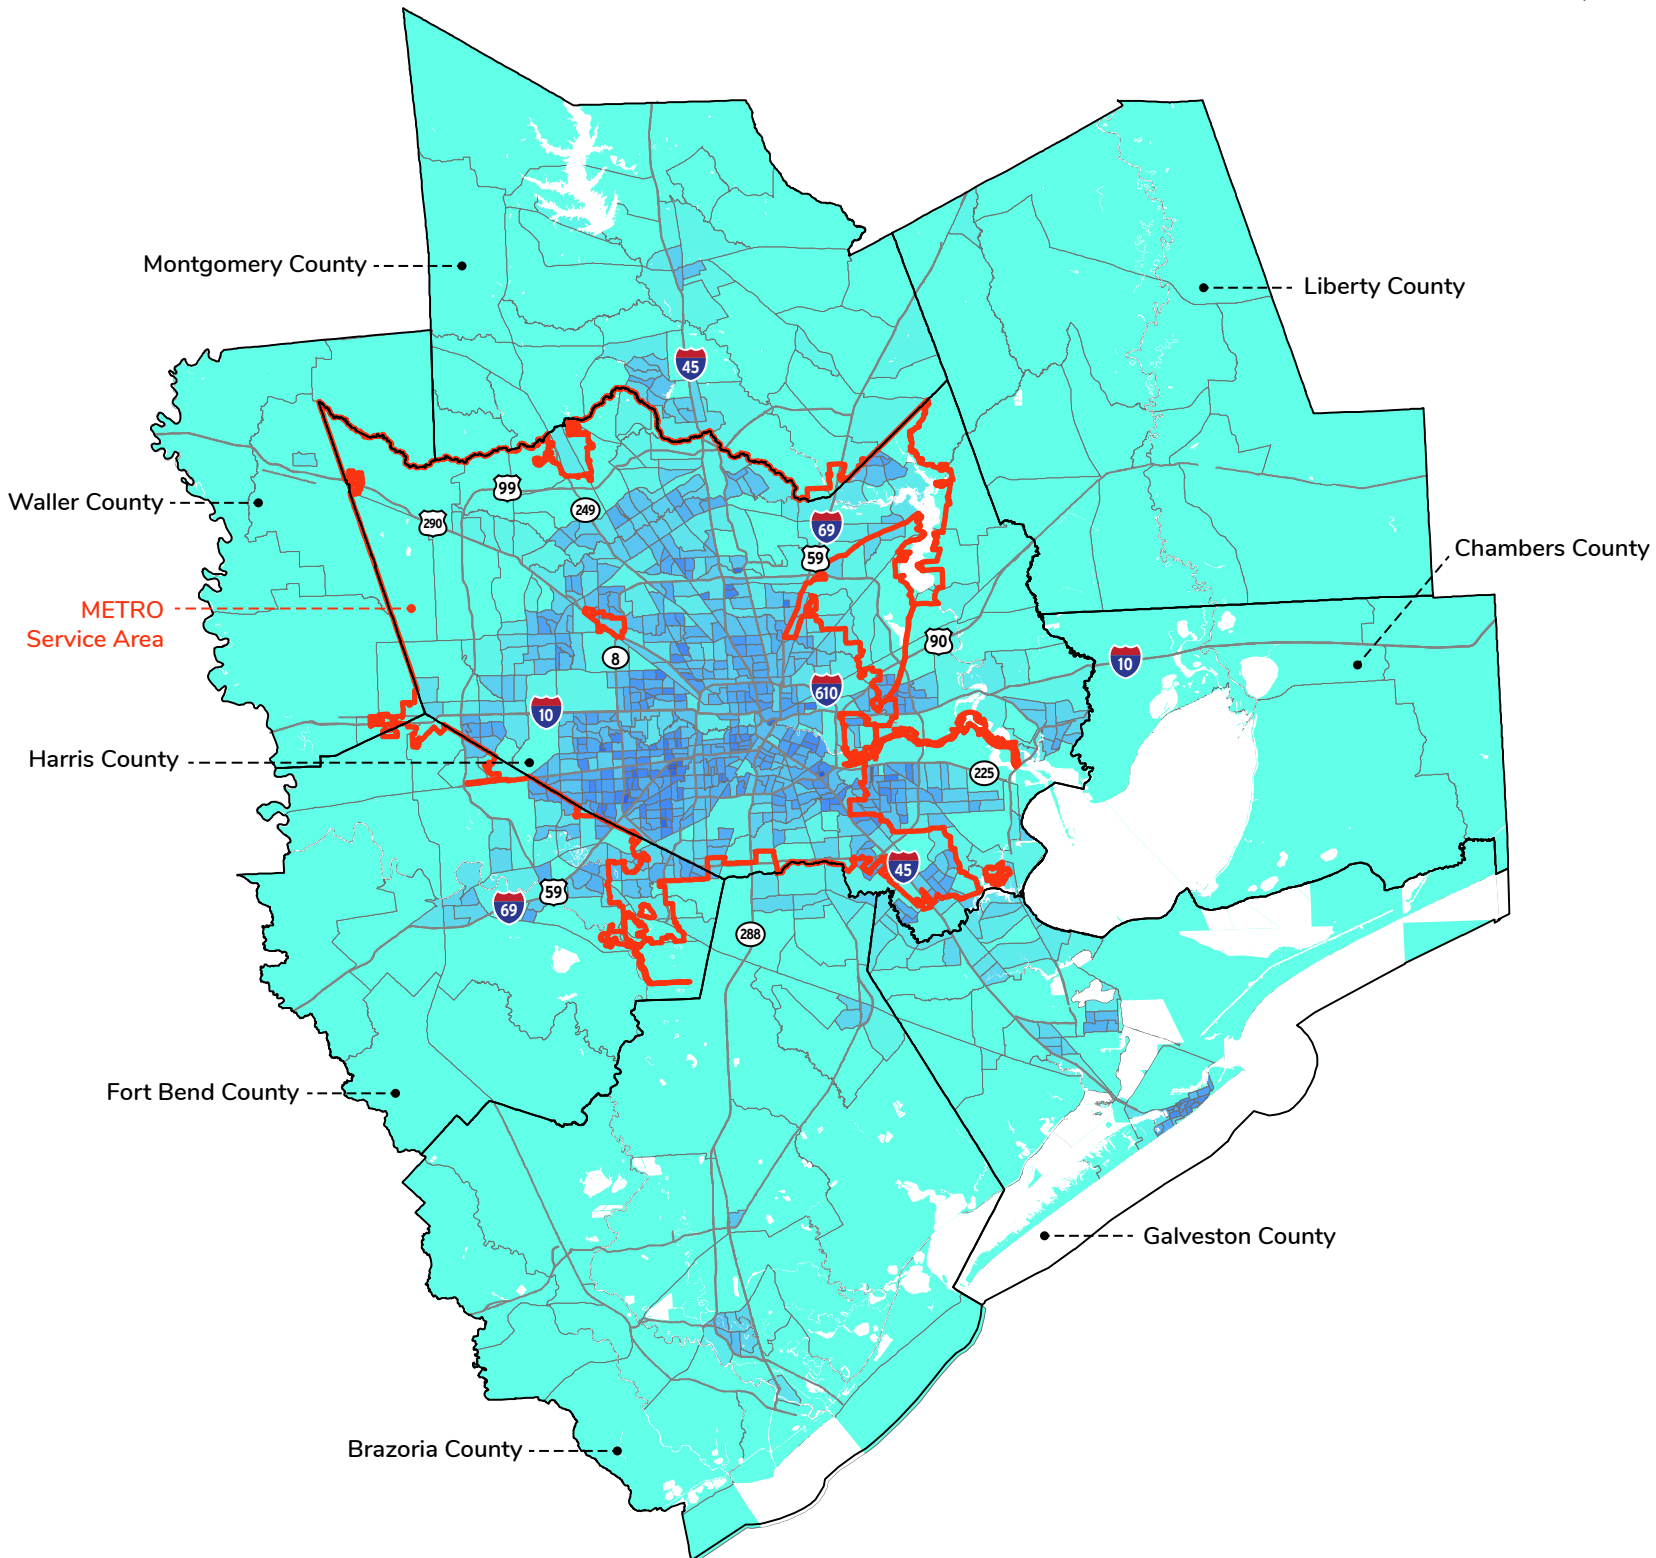 Montgomery County
Liberty County
45
Waller County
99
249
290
69
59
Chambers County
METRO
Service Area
8
90
10
610
10
Harris County
225
45
59
69
288
Fort Bend County
Galveston County
Brazoria County